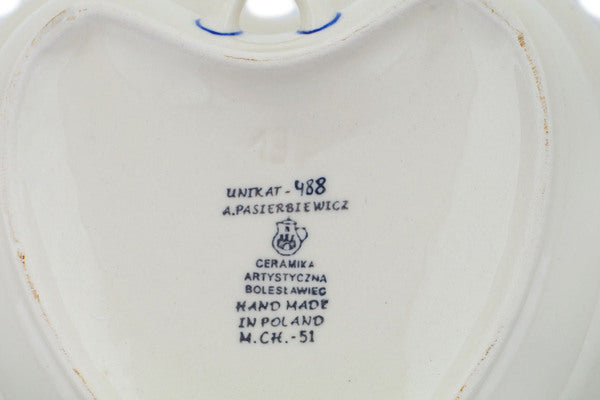 UNIKAT - 488
A.PASIERBIEWICZ
CERAMIKA
ARTYSTYCZNA
BOLESŁAWIEC
HAND MADE
IN POLAND
M.CH.-51